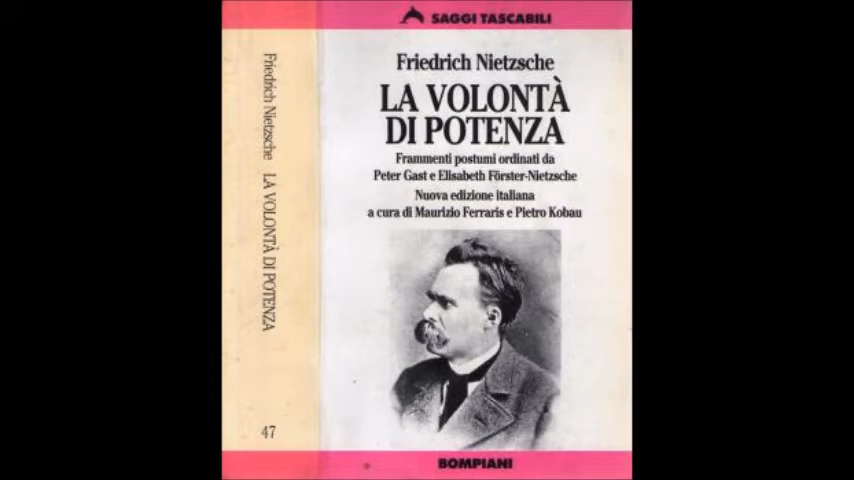 Friedrich Nietzsche LA VOLONTÀ DI POTENZA
47
SAGGI TASCABILI
Friedrich Nietzsche
LA VOLONTÀ
DI POTENZA
Frammenti postumi ordinati da
Peter Gast e Elisabeth Förster-Nietzsche
Nuova edizione italiana
a cura di Maurizio Ferraris e Pietro Kobau
BOMPIANI